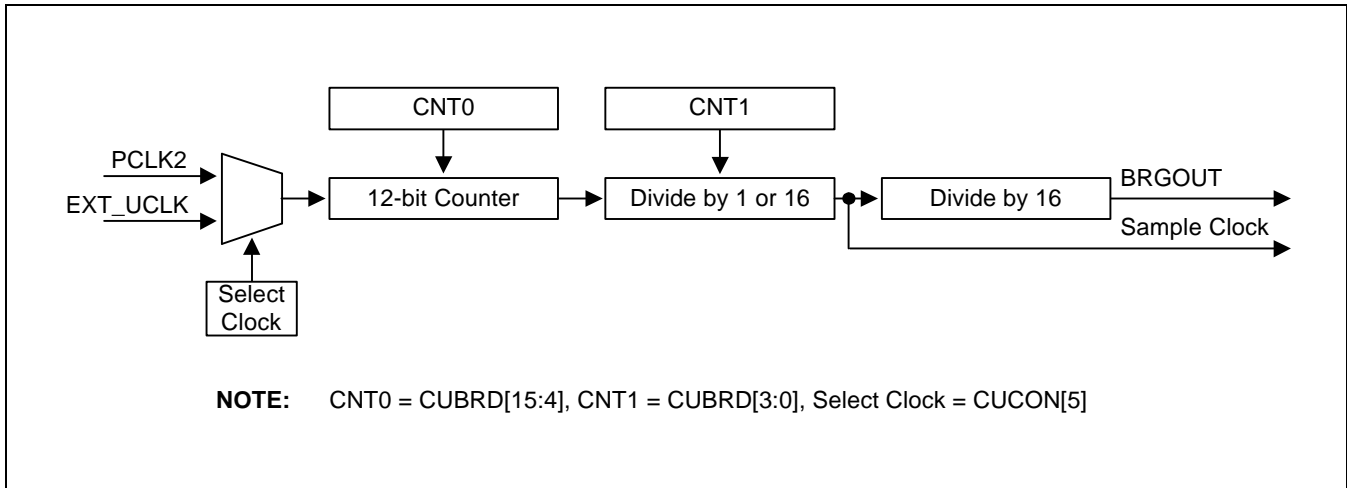 CNT0
CNT1
PCLK2
EXT_UCLK
12-bit Counter
Divide by 1 or 16
Divide by 16
BRGOUT
Sample Clock
Select
Clock
NOTE: CNT0 = CUBRD[15:4], CNT1 = CUBRD[3:0], Select Clock = CUCON[5]